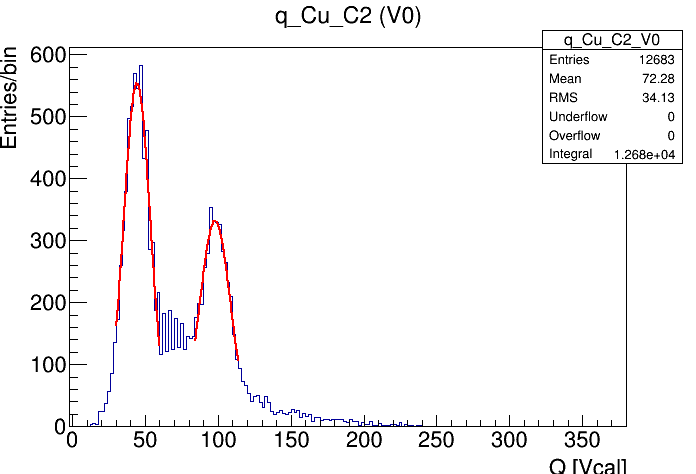 q_Cu_C2 (V0)
q_Cu_C2_V0
Entries 12683
Mean 72.28
RMS 34.13
Underflow 0
Overflow 0
Integral 1.268e+04
Entries/bin
600
500
400
300
200
100
0
0 50 100 150 200 250 300 350
Q [Vcal]